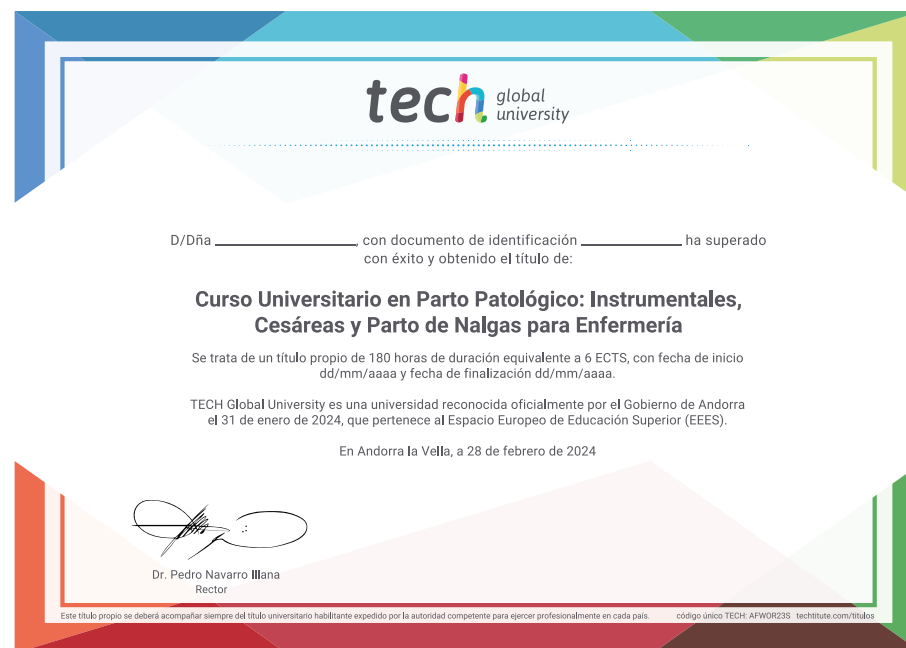 tech global university
D/Dña ____________________, con documento de identificación ______________ ha superado
con éxito y obtenido el título de:
Curso Universitario en Parto Patológico: Instrumentales,
Cesáreas y Parto de Nalgas para Enfermería
Se trata de un título propio de 180 horas de duración equivalente a 6 ECTS, con fecha de inicio
dd/mm/aaaa y fecha de finalización dd/mm/aaaa.
TECH Global University es una universidad reconocida oficialmente por el Gobierno de Andorra
el 31 de enero de 2024, que pertenece al Espacio Europeo de Educación Superior (EEES).
En Andorra la Vella, a 28 de febrero de 2024
Dr. Pedro Navarro Illana
Rector
Este título propio se deberá acompañar siempre del título universitario habilitante expedido por la autoridad competente para ejercer profesionalmente en cada país. código único TECH: AFWOR23S techtitute.com/titulos